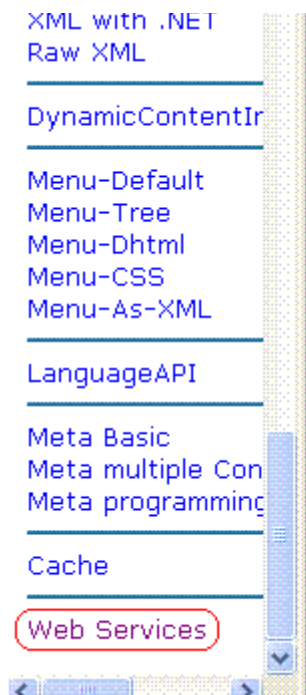 XML with .NET
Raw XML
DynamicContentIr
Menu-Default
Menu-Tree
Menu-Dhtml
Menu-CSS
Menu-As-XML
LanguageAPI
Meta Basic
Meta multiple Con
Meta programming
Cache
Web Services